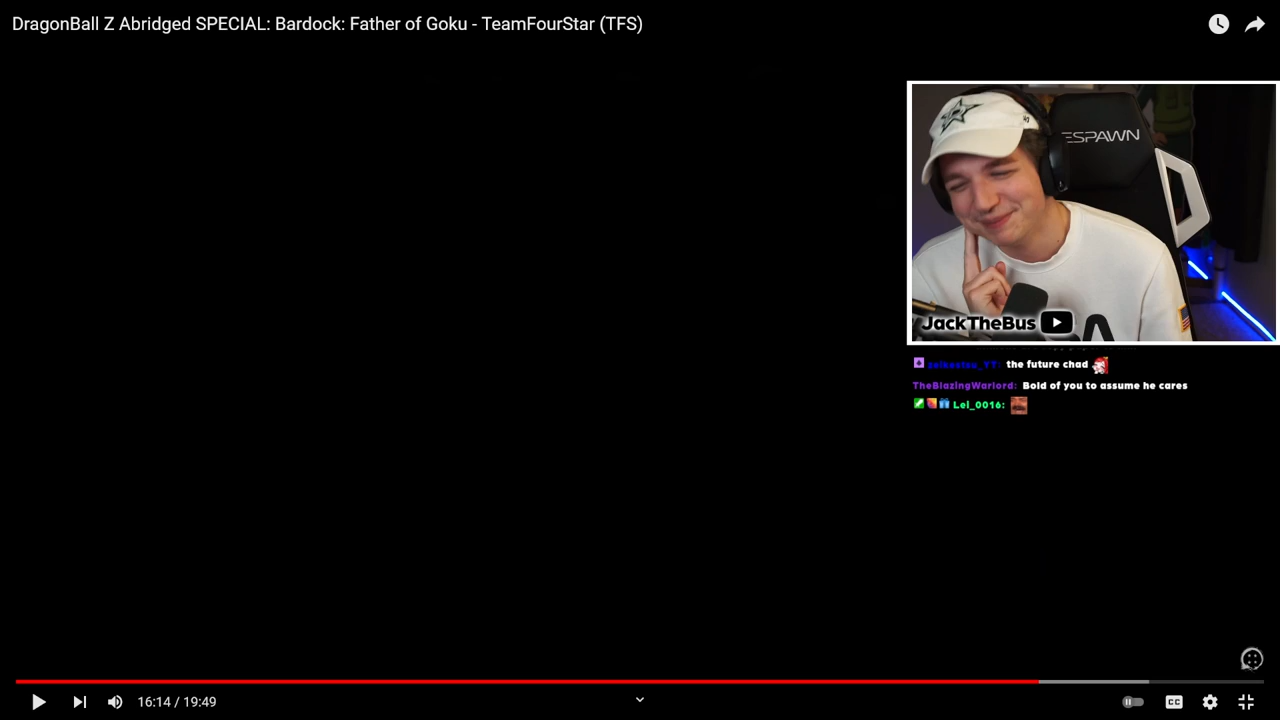 DragonBall Z Abridged SPECIAL: Bardock: Father of Goku - TeamFourStar (TFS)
ESPAWN
JackTheBus
the future chad
TheBlazingWarlord: Bold of you to assume he cares
Lel_0016:
16:14 / 19:49
CC